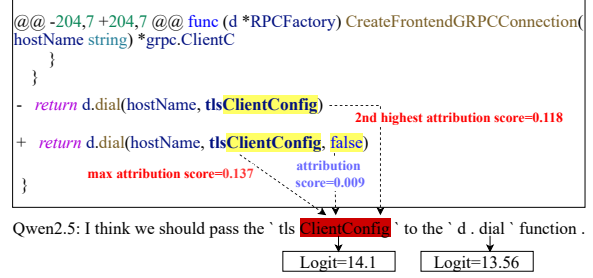 @@ -204,7 +204,7 @@ func (d *RPCFactory) CreateFrontendGRPCConnection(
hostName string) *grpc.ClientC
}
}
- return d.dial(hostName, tlsClientConfig)
2nd highest attribution score=0.118
+ return d.dial(hostName, tlsClientConfig, false)
max attribution score=0.137
attribution
score=0.009
}
Qwen2.5: I think we should pass the ` tls ClientConfig ` to the ` d . dial ` function .
Logit=14.1
Logit=13.56